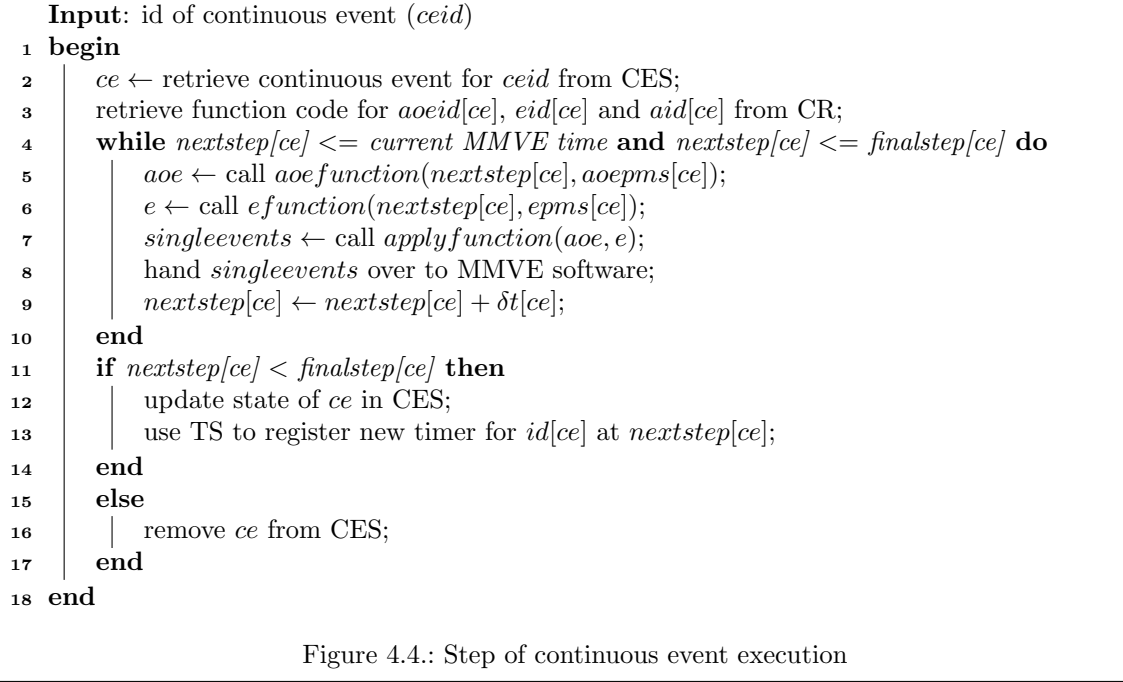 Input: id of continuous event (ceid)
1 begin
2 ce ← retrieve continuous event for ceid from CES;
3 retrieve function code for aoeid[ce], eid[ce] and aid[ce] from CR;
4 while nextstep[ce] <= current MMVE time and nextstep[ce] <= finalstep[ce] do
5 aoe ← call aoefunction(nextstep[ce], aoepms[ce]);
6 e ← call efunction(nextstep[ce], epms[ce]);
7 singleevents ← call applyfunction(aoe, e);
8 hand singleevents over to MMVE software;
9 nextstep[ce] ← nextstep[ce] + δt[ce];
10 end
11 if nextstep[ce] < finalstep[ce] then
12 update state of ce in CES;
13 use TS to register new timer for id[ce] at nextstep[ce];
14 end
15 else
16 remove ce from CES;
17 end
18 end
Figure 4.4.: Step of continuous event execution